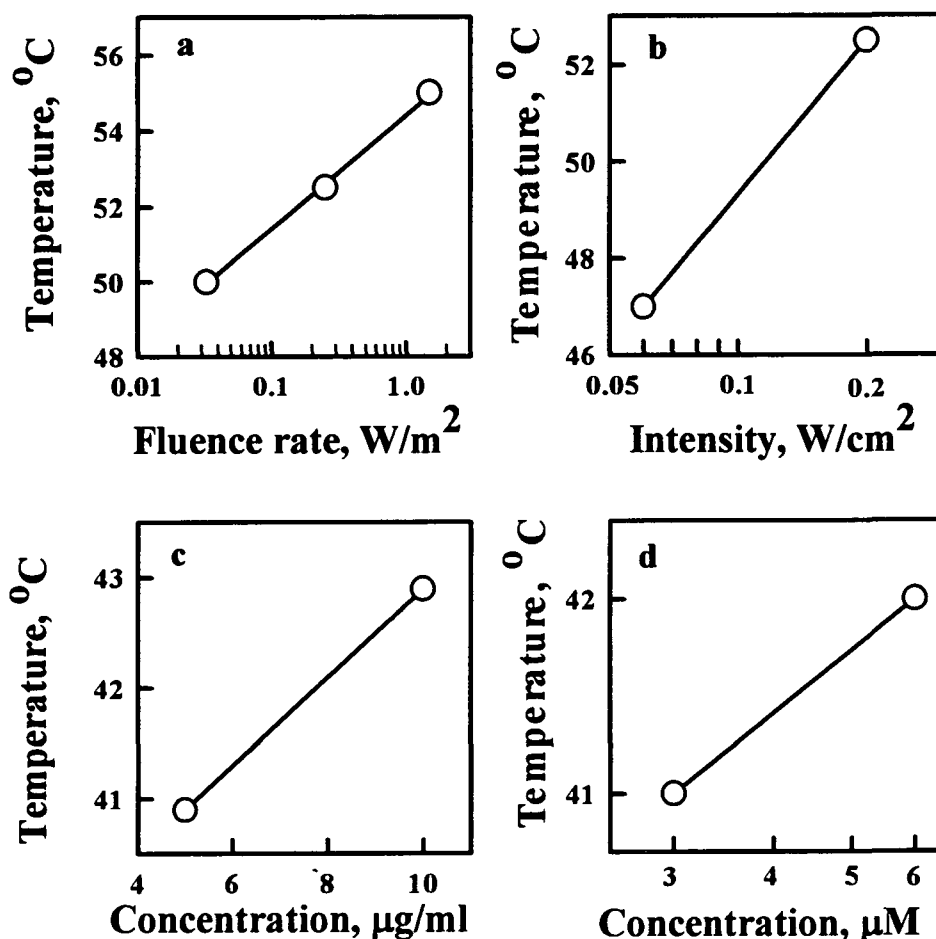 a
Temperature, °C
56
54
52
50
48
0.01
0.1
1.0
Fluence rate, W/m²
b
Temperature, °C
52
50
48
46
0.05
0.1
0.2
Intensity, W/cm²
c
Temperature, °C
43
42
41
4
6
8
10
Concentration, μg/ml
d
Temperature, °C
42
41
3
4
5
6
Concentration, μM